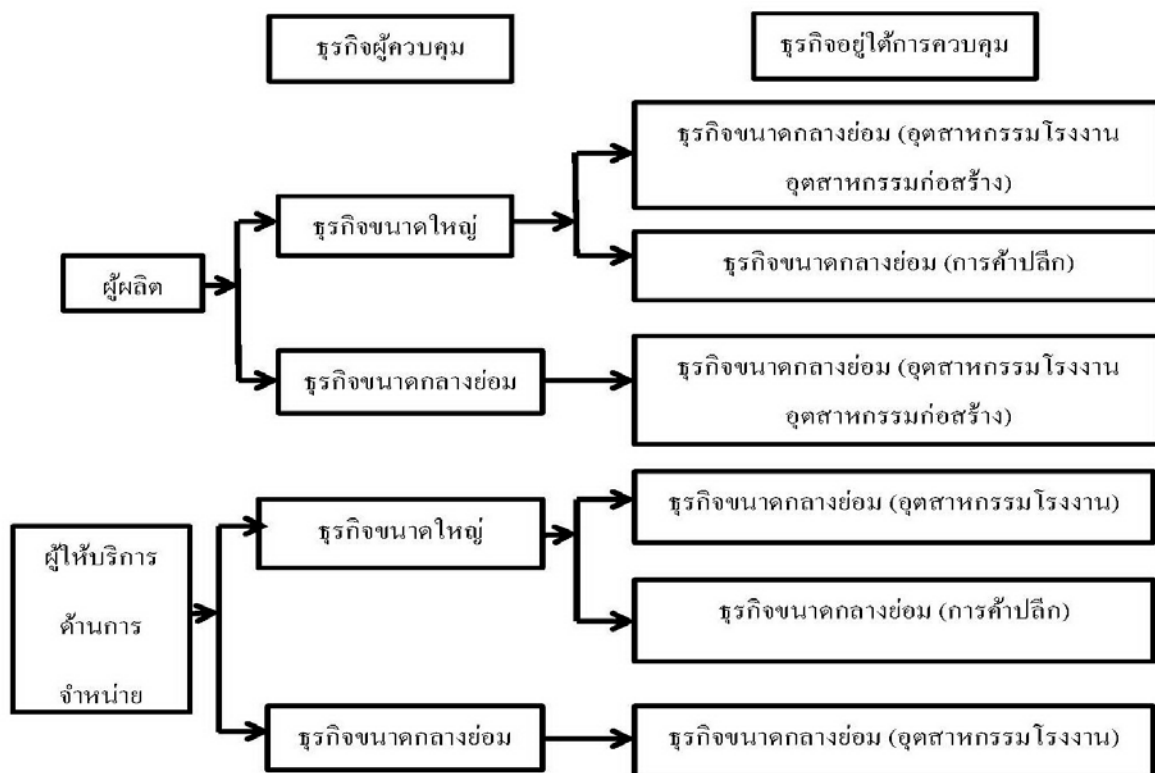 ธุรกิจผู้ควบคุม
ธุรกิจอยู่ใต้การควบคุม
ธุรกิจขนาดกลางย่อม (อุตสาหกรรมโรงงาน
อุตสาหกรรมก่อสร้าง)
ธุรกิจขนาดใหญ่
ธุรกิจขนาดกลางย่อม (การค้าปลีก)
ผู้ผลิต
ธุรกิจขนาดกลางย่อม
ธุรกิจขนาดกลางย่อม (อุตสาหกรรมโรงงาน
อุตสาหกรรมก่อสร้าง)
ธุรกิจขนาดใหญ่
ธุรกิจขนาดกลางย่อม (อุตสาหกรรมโรงงาน)
ผู้ให้บริการ
ด้านการ
จำหน่าย
ธุรกิจขนาดกลางย่อม (การค้าปลีก)
ธุรกิจขนาดกลางย่อม
ธุรกิจขนาดกลางย่อม (อุตสาหกรรมโรงงาน)